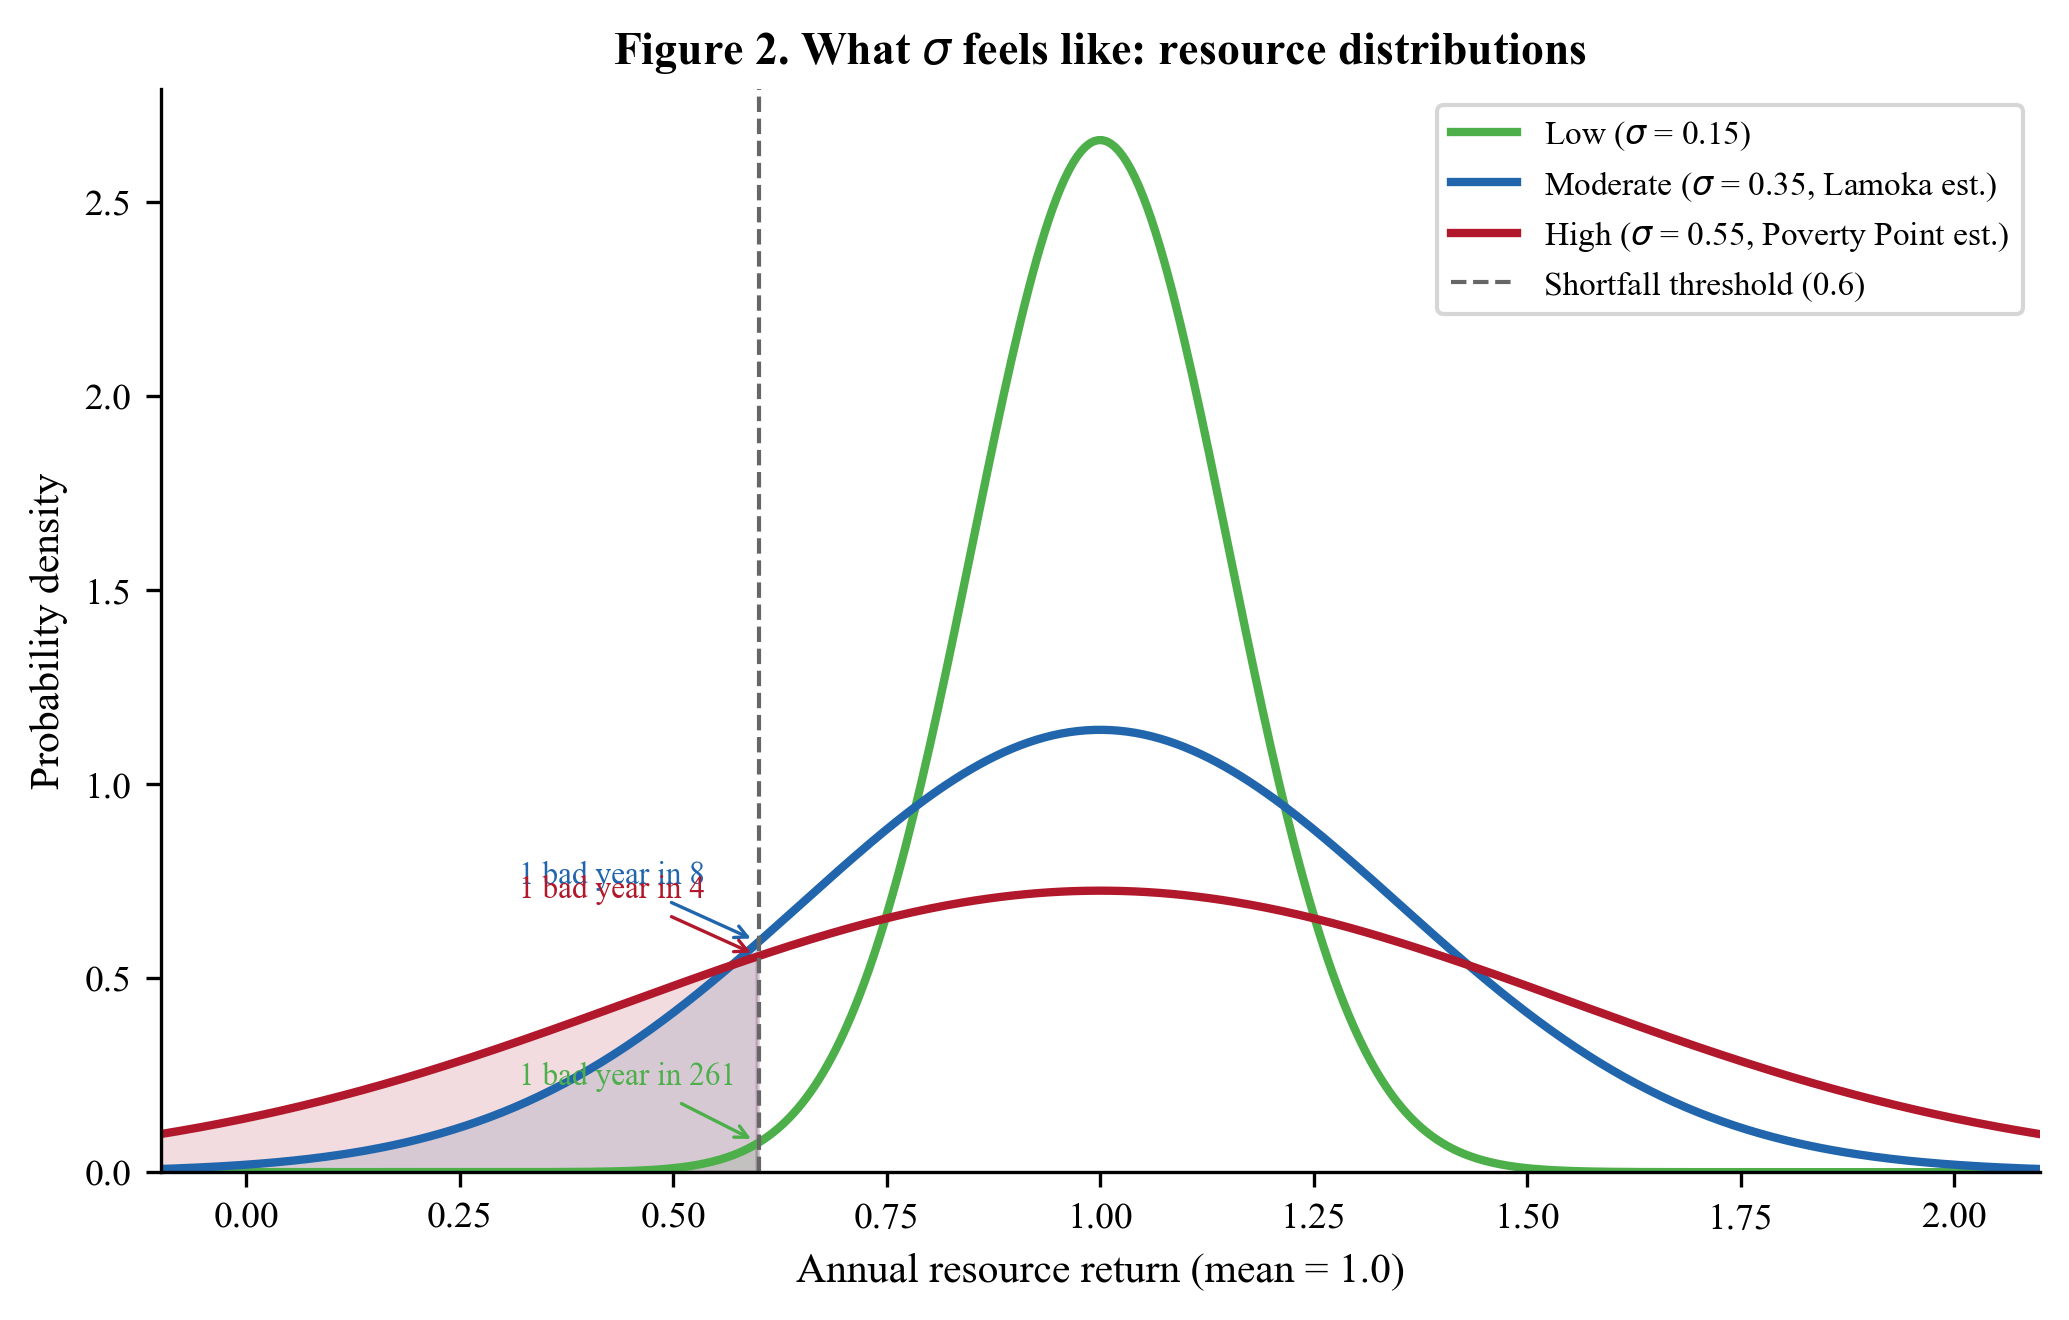 Figure 2. What σ feels like: resource distributions
Low (σ = 0.15)
Moderate (σ = 0.35, Lamoka est.)
High (σ = 0.55, Poverty Point est.)
Shortfall threshold (0.6)
Probability density
2.5
2.0
1.5
1.0
0.5
0.0
1 bad year in 8
1 bad year in 4
1 bad year in 261
0.00 0.25 0.50 0.75 1.00 1.25 1.50 1.75 2.00
Annual resource return (mean = 1.0)